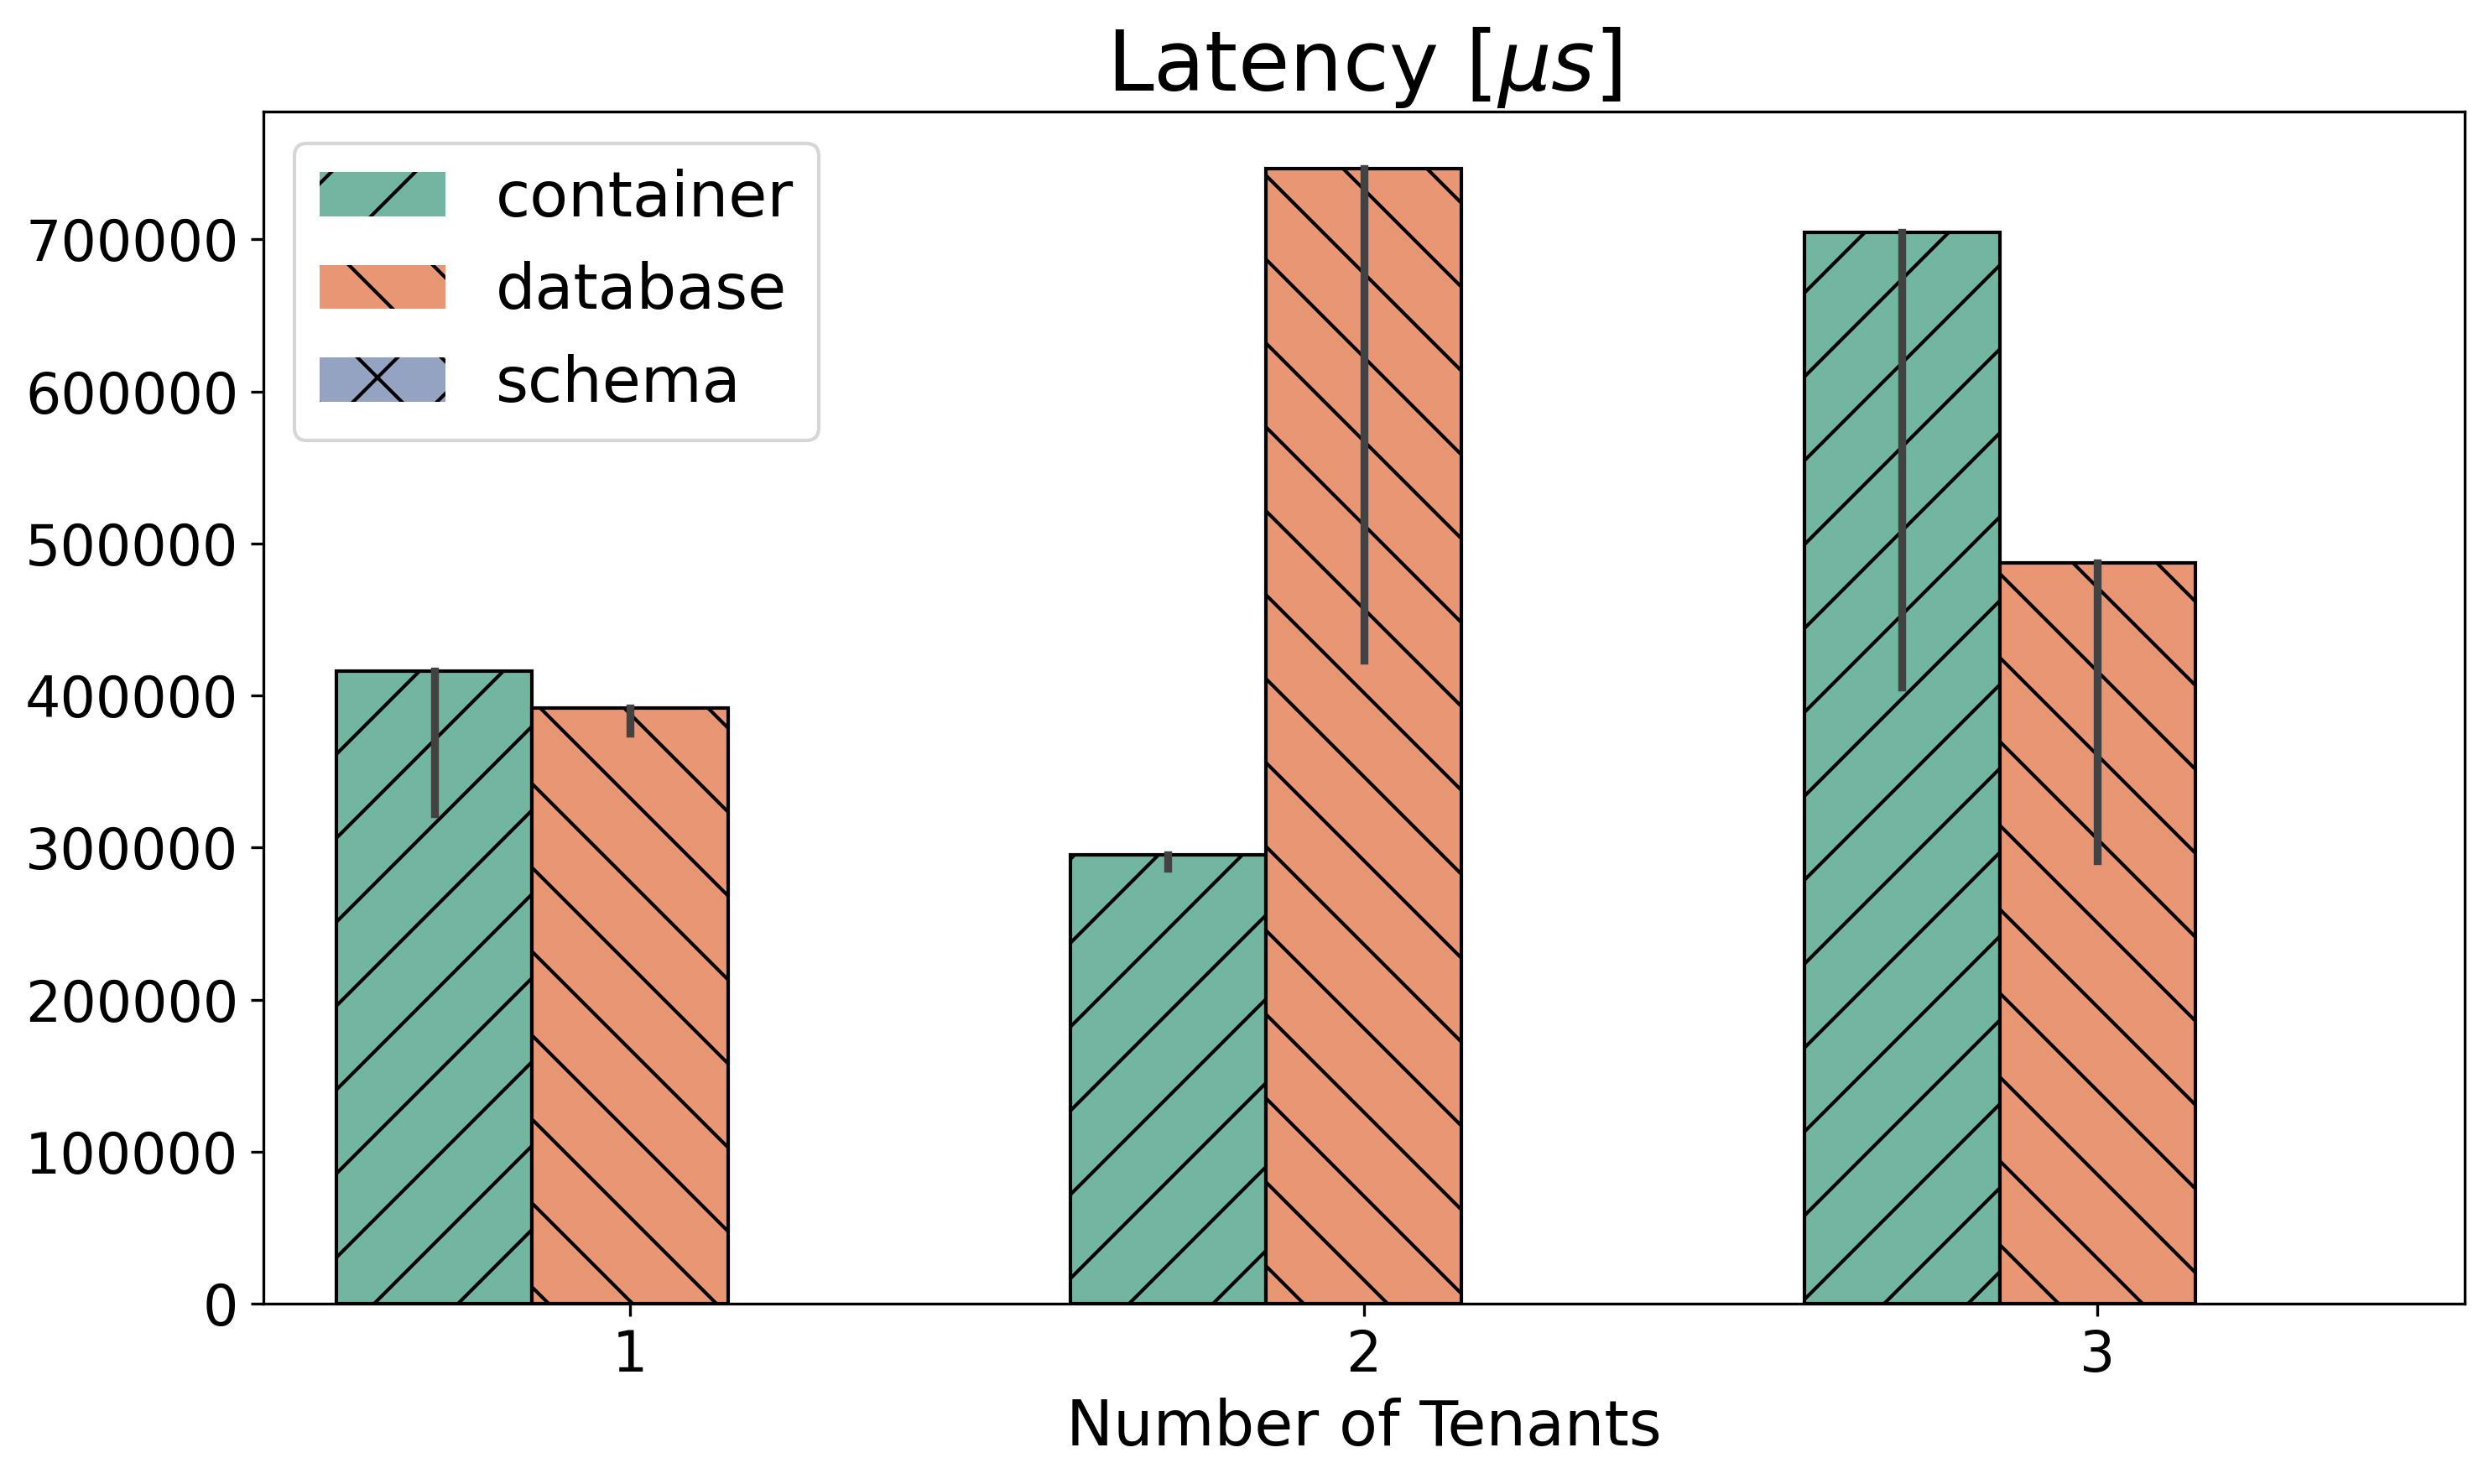 Latency [μs]
container
database
schema
700000
600000
500000
400000
300000
200000
100000
0
1 2 3
Number of Tenants